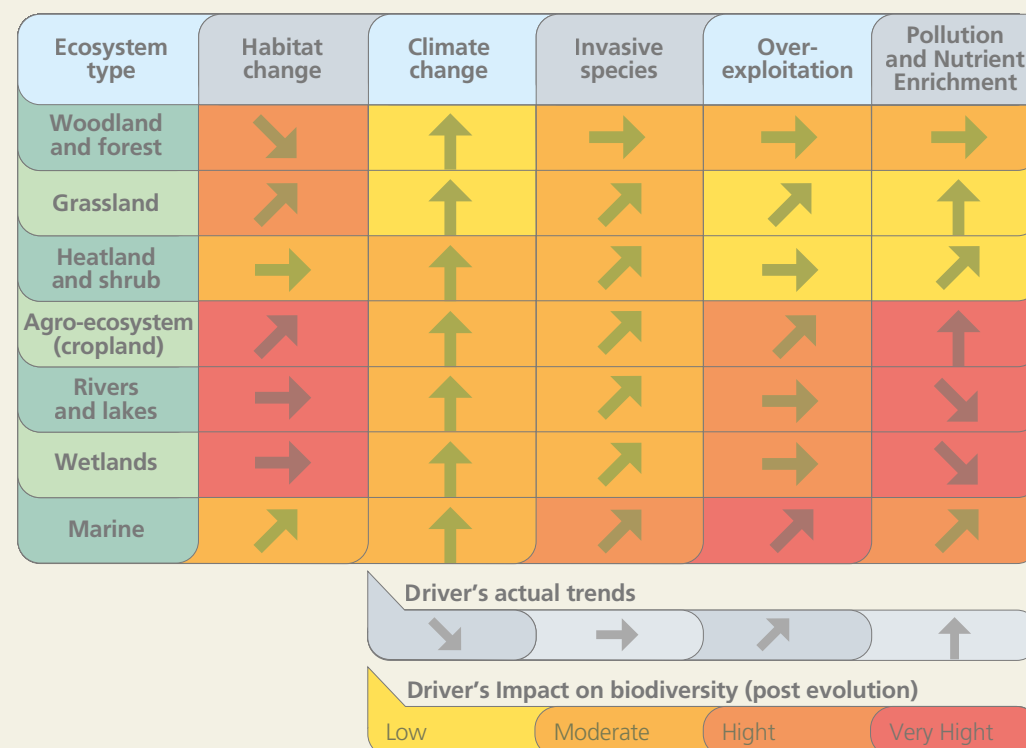 Ecosystem
type
Habitat
change
Climate
change
Invasive
species
Over-
exploitation
Pollution
and Nutrient
Enrichment
Woodland
and forest
Grassland
Heatland
and shrub
Agro-ecosystem
(cropland)
Rivers
and lakes
Wetlands
Marine
Driver's actual trends
Driver's Impact on biodiversity (post evolution)
Low
Moderate
Hight
Very Hight